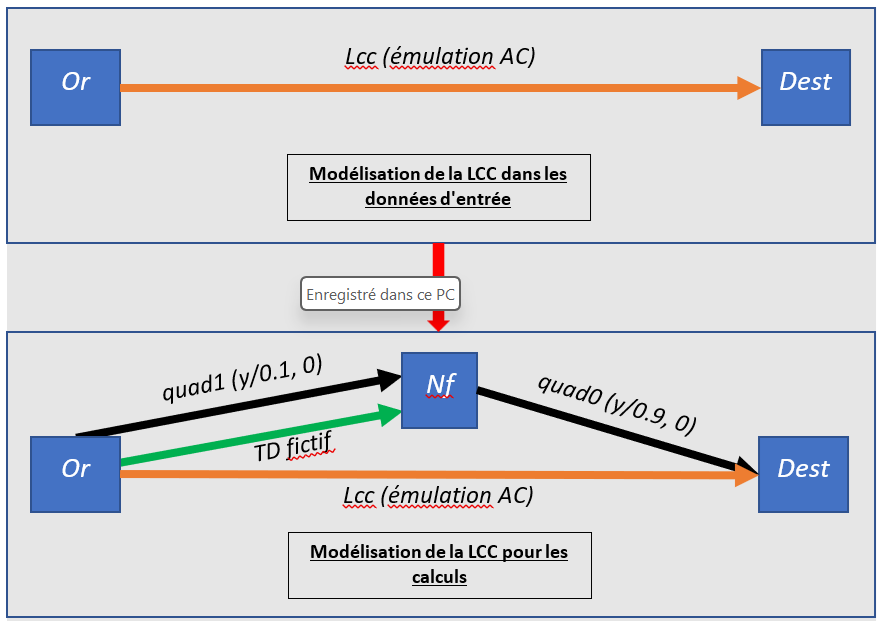 Lcc (émulation AC)
Or
Dest
Modélisation de la LCC dans les
données d'entrée
Enregistré dans ce PC
quad1 (y/0.1, 0)
Nf
quad0 (y/0.9, 0)
TD fictif
Or
Dest
Lcc (émulation AC)
Modélisation de la LCC pour les
calculs